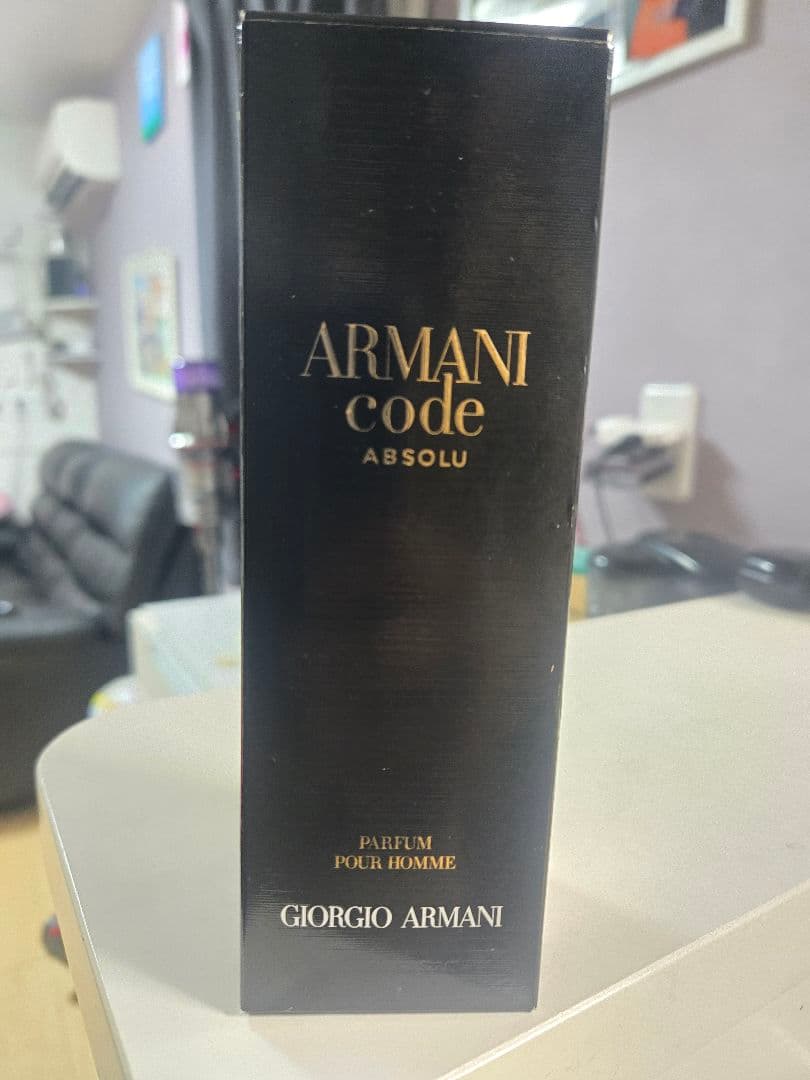 ARMANI
code
ABSOLU
PARFUM
POUR HOMME
GIORGIO ARMANI